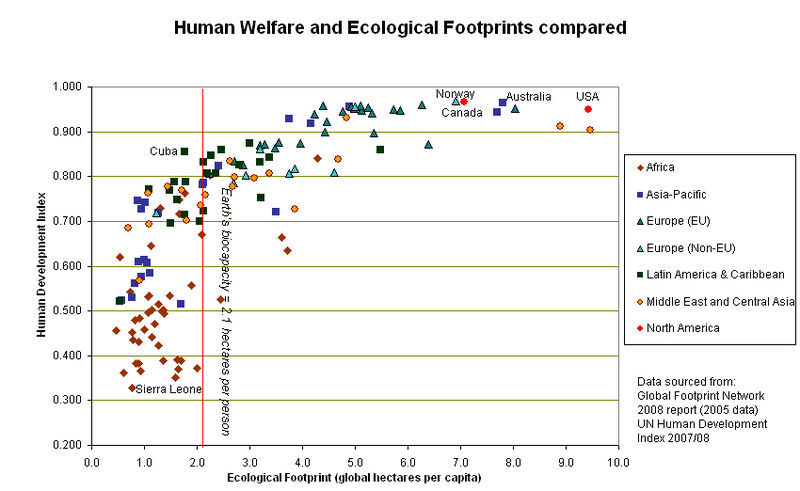 Human Welfare and Ecological Footprints compared
Human Development Index
1.000
0.900
0.800
0.700
0.600
0.500
0.400
0.300
0.200
Norway
Canada
Australia
USA
Cuba
Sierra Leone
Earth's biocapacity = 2.1 hectares per person
0.0 1.0 2.0 3.0 4.0 5.0 6.0 7.0 8.0 9.0 10.0
Ecological Footprint (global hectares per capita)
Africa
Asia-Pacific
Europe (EU)
Europe (Non-EU)
Latin America & Caribbean
Middle East and Central Asia
North America
Data sourced from:
Global Footprint Network
2008 report (2005 data)
UN Human Development
Index 2007/08